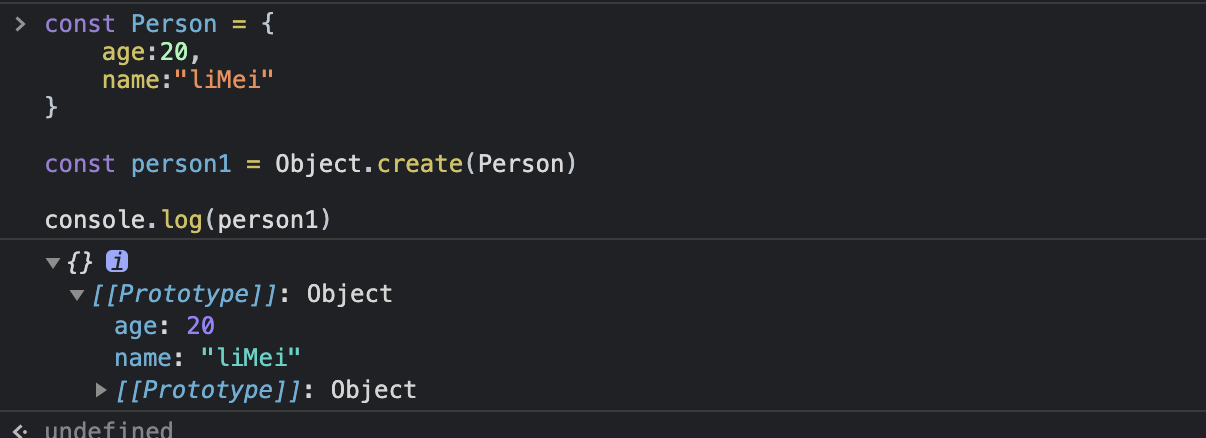 const Person = {
    age:20,
    name:"liMei"
}
const person1 = Object.create(Person)
console.log(person1)
{} i
[[Prototype]]: Object
age: 20
name: "liMei"
[[Prototype]]: Object
undefined